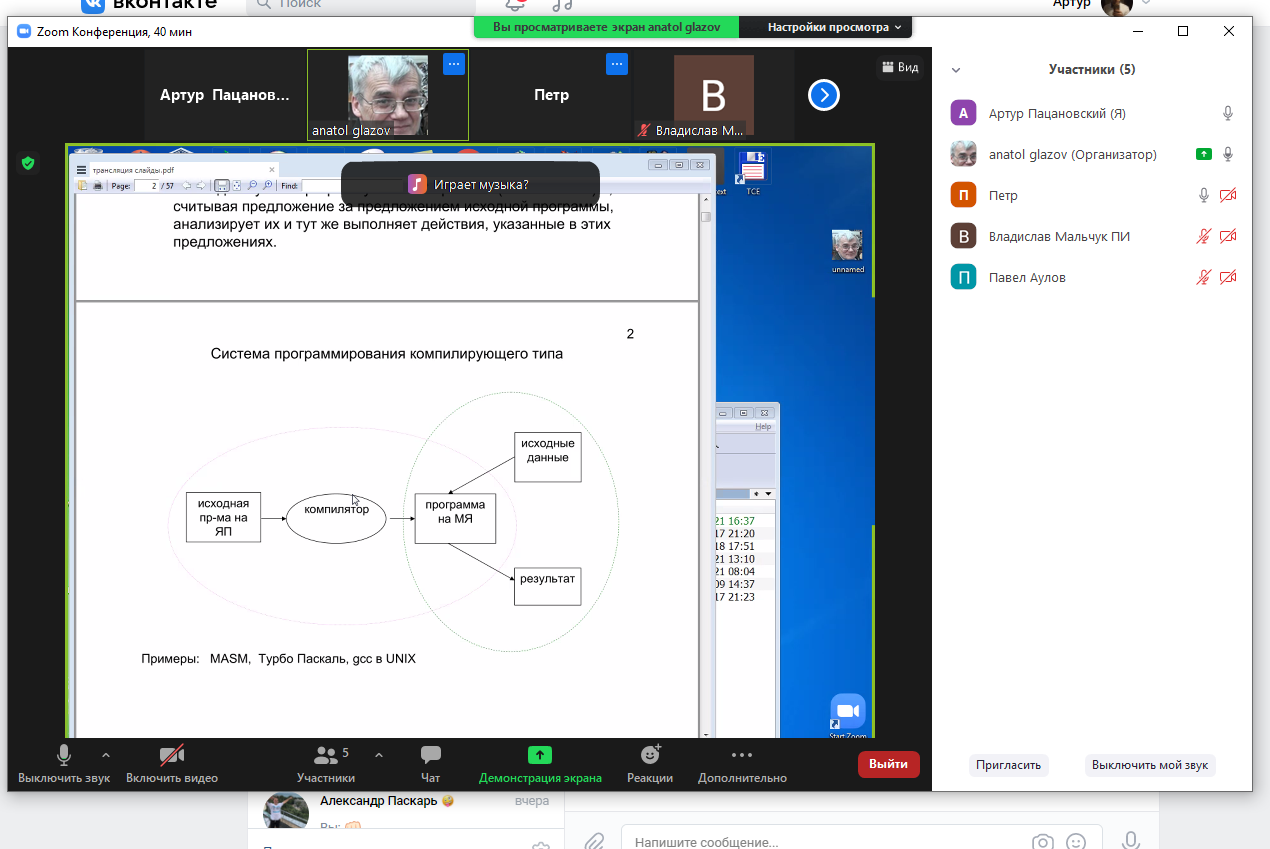 вконтакте
Поиск
Артур
Zoom Конференция, 40 мин
Вы просматриваете экран anatol glazov
Настройки просмотра
Артур Пацанов...
anatol glazov
Петр
В
Владислав М...
Вид
Участники (5)
А
Артур Пацановский (Я)
anatol glazov (Организатор)
П
Петр
В
Владислав Мальчук ПИ
П
Павел Аулов
трансляция слайды.pdf
Page: 2 / 57
Find:
Играет музыка?
text
TCE
unnamed
считывая предложение за предложением исходной программы,
анализирует их и тут же выполняет действия, указанные в этих
предложениях.
2
Система программирования компилирующего типа
исходные
данные
исходная
пр-ма на
ЯП
компилятор
программа
на МЯ
результат
Примеры: MASM, Турбо Паскаль, gcc в UNIX
Help
21 16:37
17 21:20
18 17:51
21 13:10
21 08:04
09 14:37
17 21:23
Start Zoom
Выключить звук
Включить видео
5
Участники
Чат
Демонстрация экрана
Реакции
Дополнительно
Выйти
Пригласить
Выключить мой звук
Александр Паскарь
вчера
Вы:
Напишите сообщение...